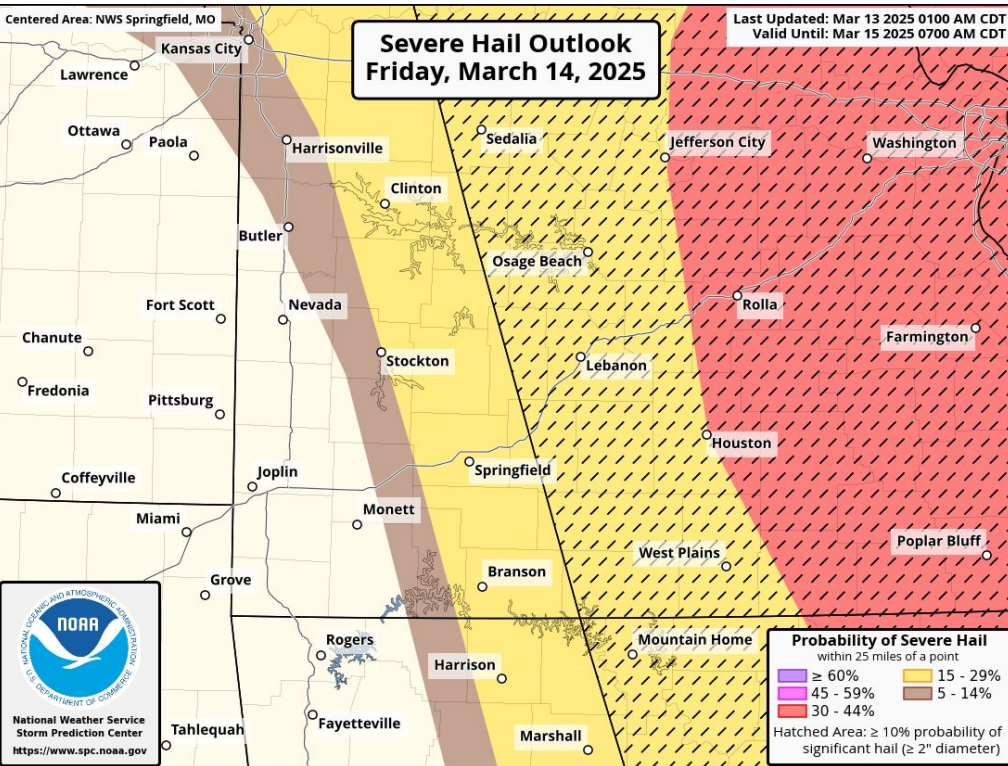 Centered Area: NWS Springfield, MO
Severe Hail Outlook
Friday, March 14, 2025
Last Updated: Mar 13 2025 0100 AM CDT
Valid Until: Mar 15 2025 0700 AM CDT
Kansas City
Lawrence
Ottawa
Paola
Harrisonville
Sedalia
Jefferson City
Washington
Clinton
Butler
Osage Beach
Fort Scott
Nevada
Rolla
Chanute
Farmington
Stockton
Lebanon
Fredonia
Pittsburg
Houston
Coffeyville
Joplin
Springfield
Miami
Monett
Poplar Bluff
West Plains
Branson
Grove
Rogers
Mountain Home
Harrison
Fayetteville
Tahlequah
Marshall
NATIONAL OCEANIC AND ATMOSPHERIC ADMINISTRATION
NOAA
U.S. DEPARTMENT OF COMMERCE
National Weather Service
Storm Prediction Center
https://www.spc.noaa.gov
Probability of Severe Hail
within 25 miles of a point
≥ 60%
15 - 29%
45 - 59%
5 - 14%
30 - 44%
Hatched Area: ≥ 10% probability of
significant hail (≥ 2" diameter)